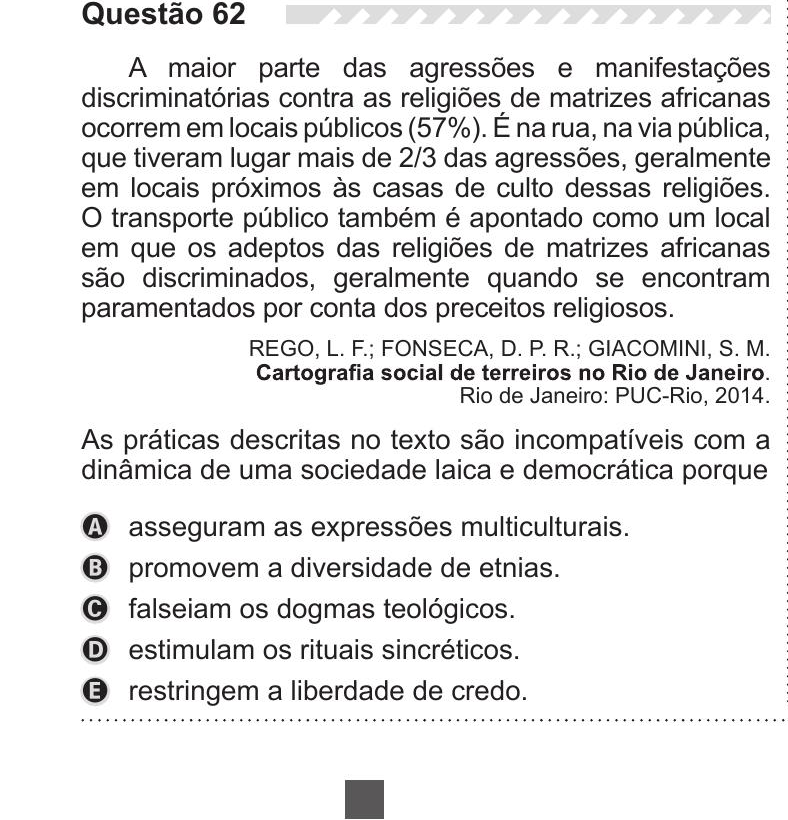 Questão 62
A maior parte das agressões e manifestações
discriminatórias contra as religiões de matrizes africanas
ocorrem em locais públicos (57%). É na rua, na via pública,
que tiveram lugar mais de 2/3 das agressões, geralmente
em locais próximos às casas de culto dessas religiões.
O transporte público também é apontado como um local
em que os adeptos das religiões de matrizes africanas
são discriminados, geralmente quando se encontram
paramentados por conta dos preceitos religiosos.
REGO, L. F.; FONSECA, D. P. R.; GIACOMINI, S. M.
Cartografia social de terreiros no Rio de Janeiro.
Rio de Janeiro: PUC-Rio, 2014.
As práticas descritas no texto são incompatíveis com a
dinâmica de uma sociedade laica e democrática porque
A asseguram as expressões multiculturais.
B promovem a diversidade de etnias.
C falseiam os dogmas teológicos.
D estimulam os rituais sincréticos.
E restringem a liberdade de credo.